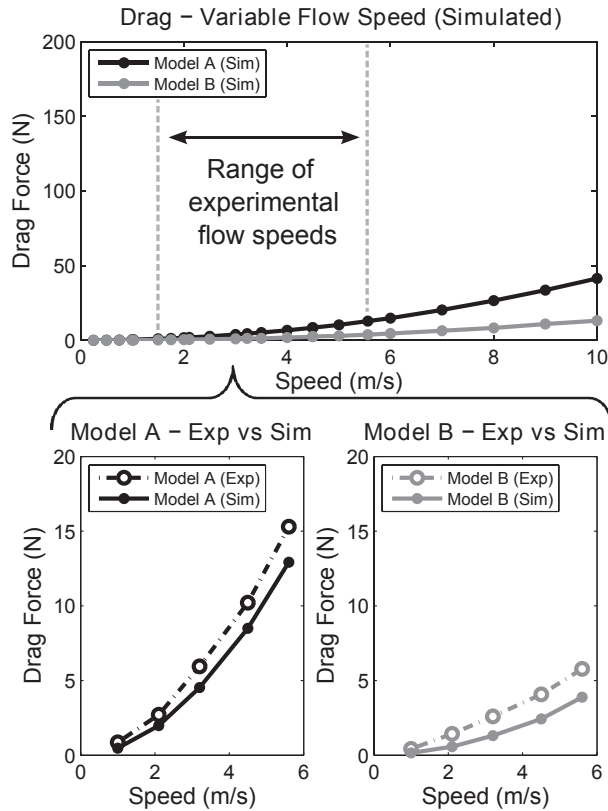 Drag – Variable Flow Speed (Simulated)
200
150
100
50
0
Drag Force (N)
Model A (Sim)
Model B (Sim)
Range of
experimental
flow speeds
0 2 4 6 8 10
Speed (m/s)
Model A – Exp vs Sim
20
15
10
5
0
Drag Force (N)
Model A (Exp)
Model A (Sim)
0 2 4 6
Speed (m/s)
Model B – Exp vs Sim
20
15
10
5
0
Drag Force (N)
Model B (Exp)
Model B (Sim)
0 2 4 6
Speed (m/s)